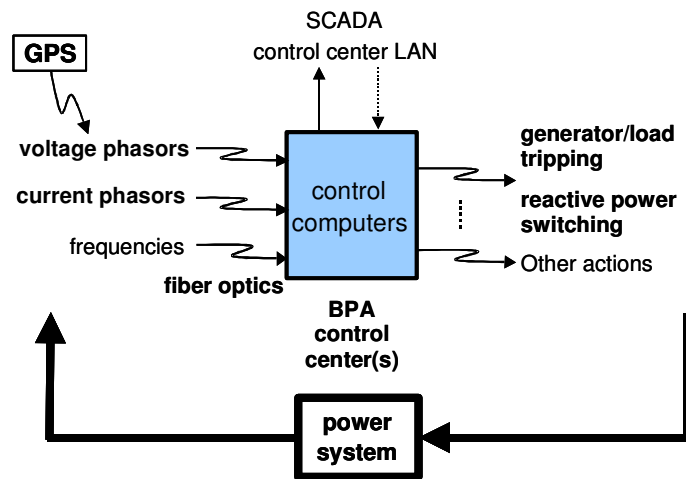 SCADA
control center LAN
GPS
voltage phasors
current phasors
frequencies
fiber optics
control
computers
generator/load
tripping
reactive power
switching
Other actions
BPA
control
center(s)
power
system